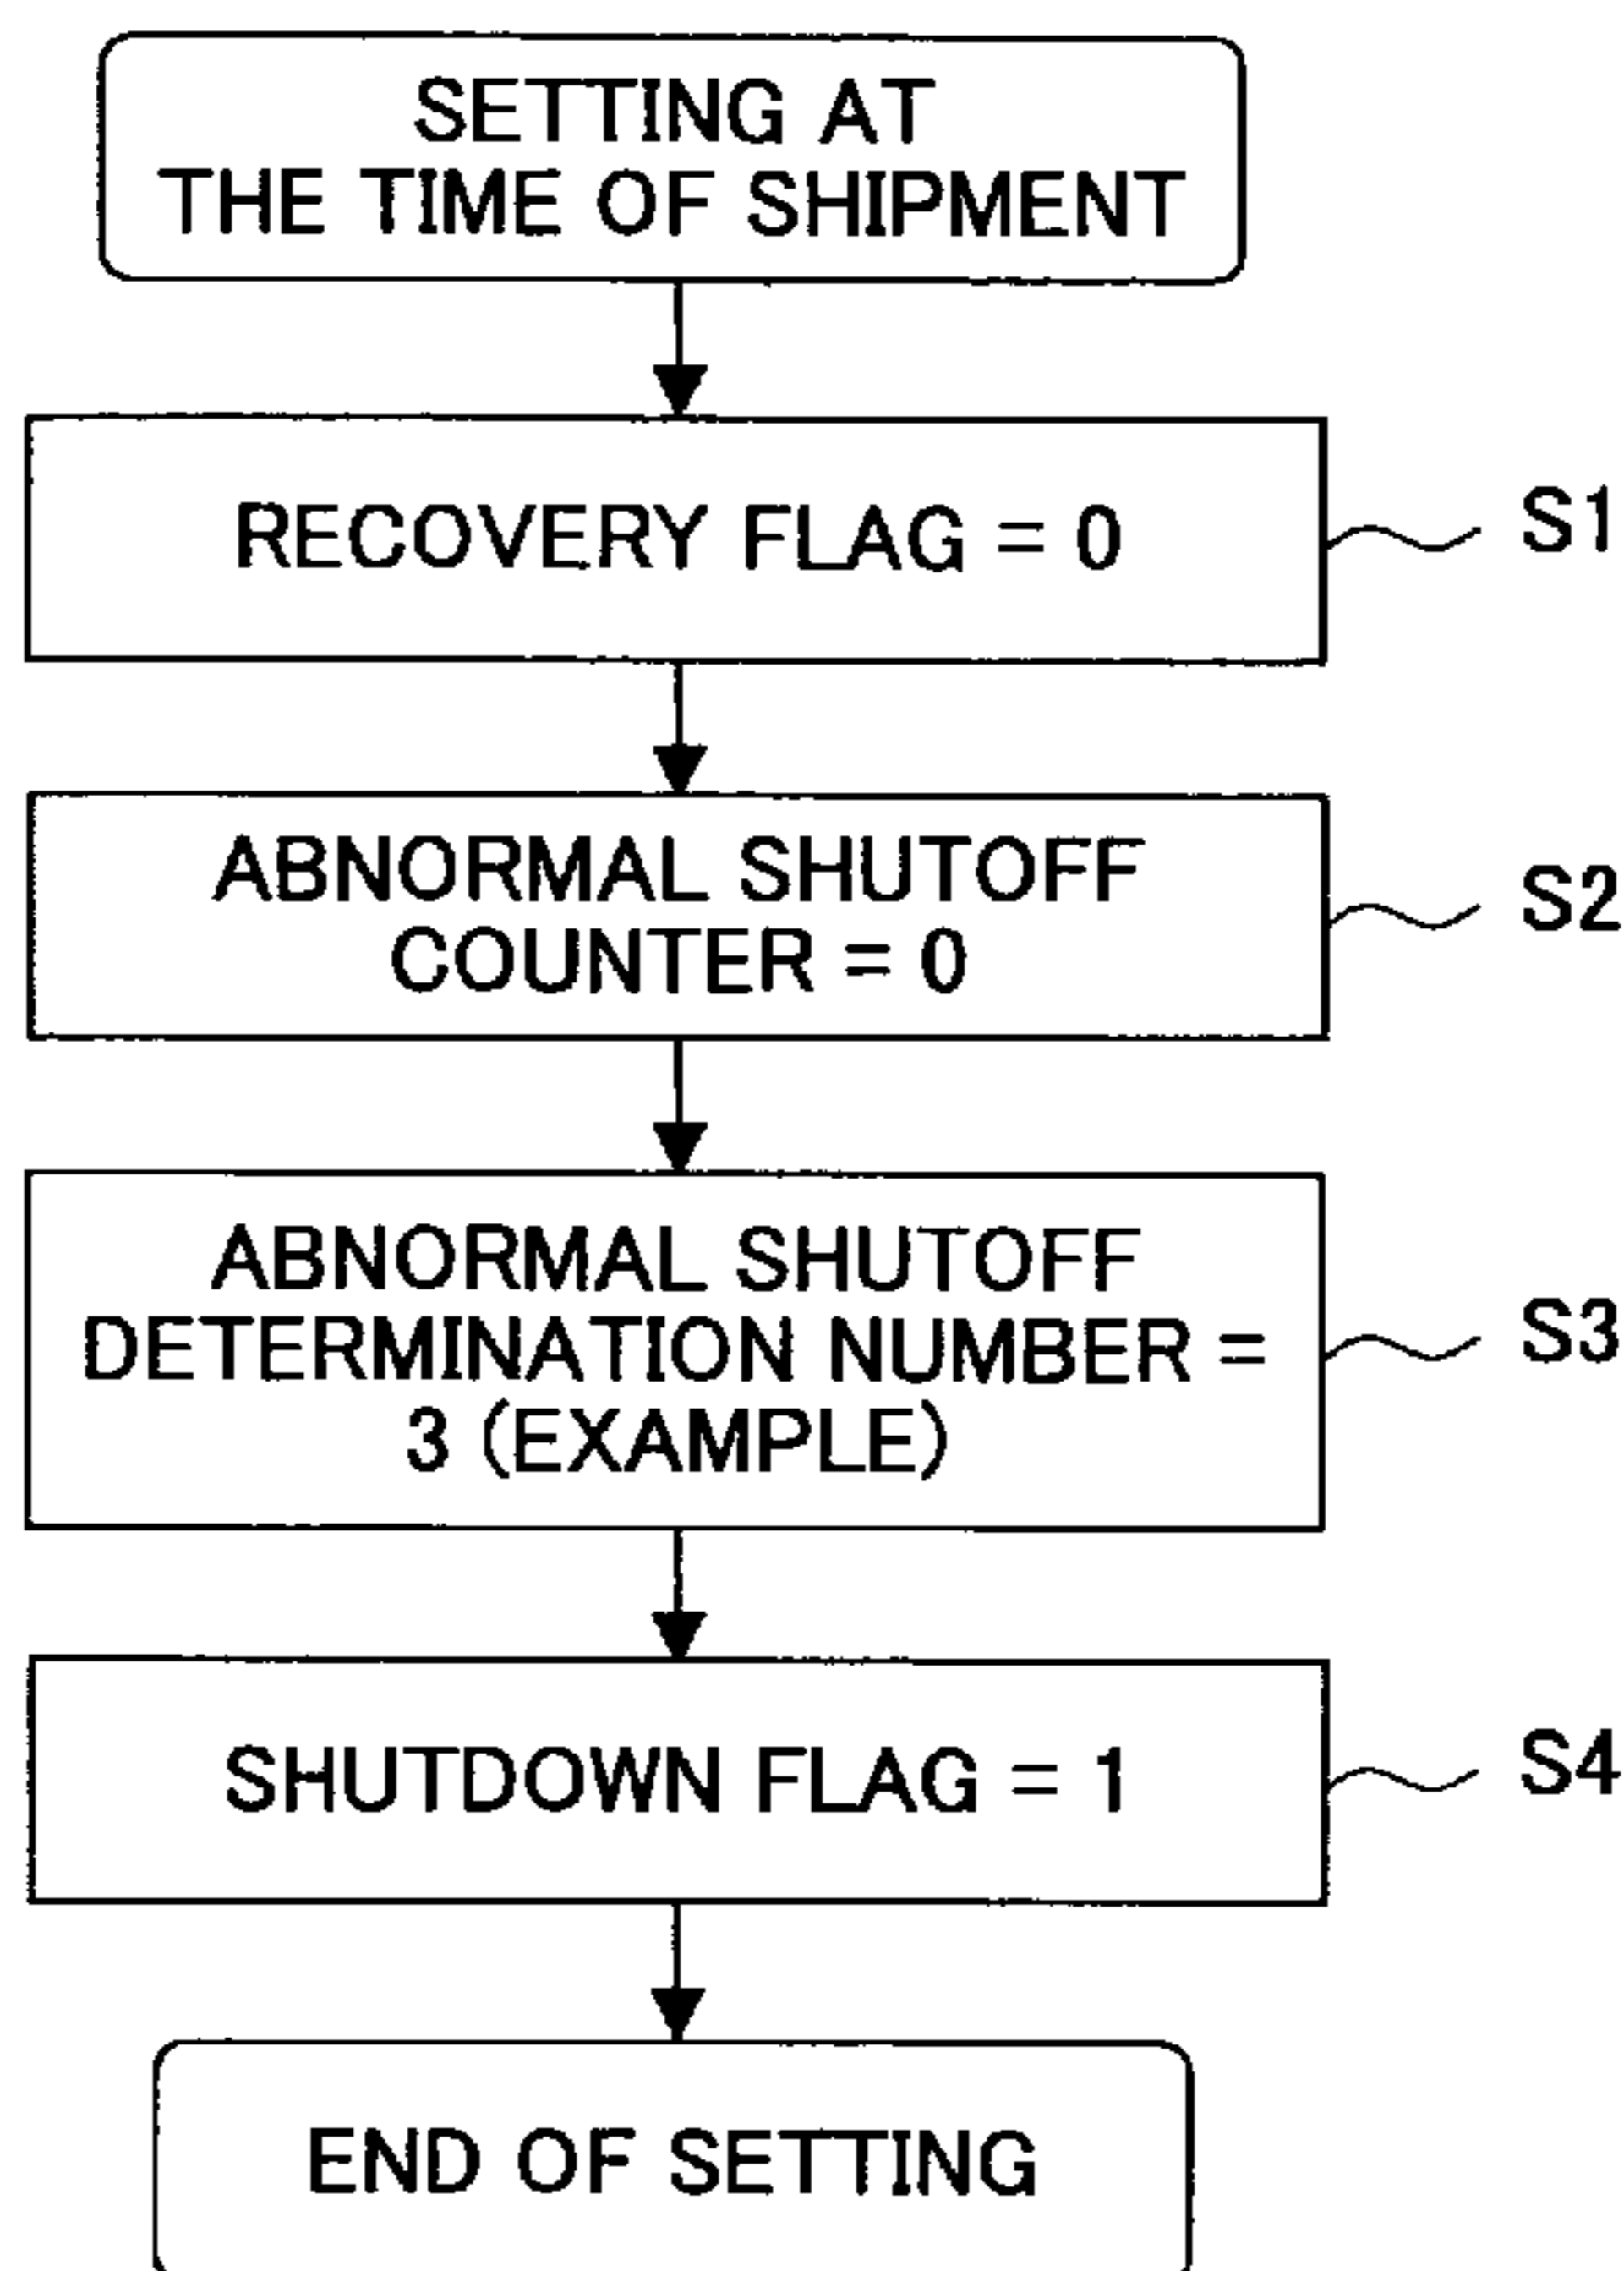 SETTING AT
THE TIME OF SHIPMENT
RECOVERY FLAG = 0
S1
ABNORMAL SHUTOFF
COUNTER = 0
S2
ABNORMAL SHUTOFF
DETERMINATION NUMBER =
3 (EXAMPLE)
S3
SHUTDOWN FLAG = 1
S4
END OF SETTING